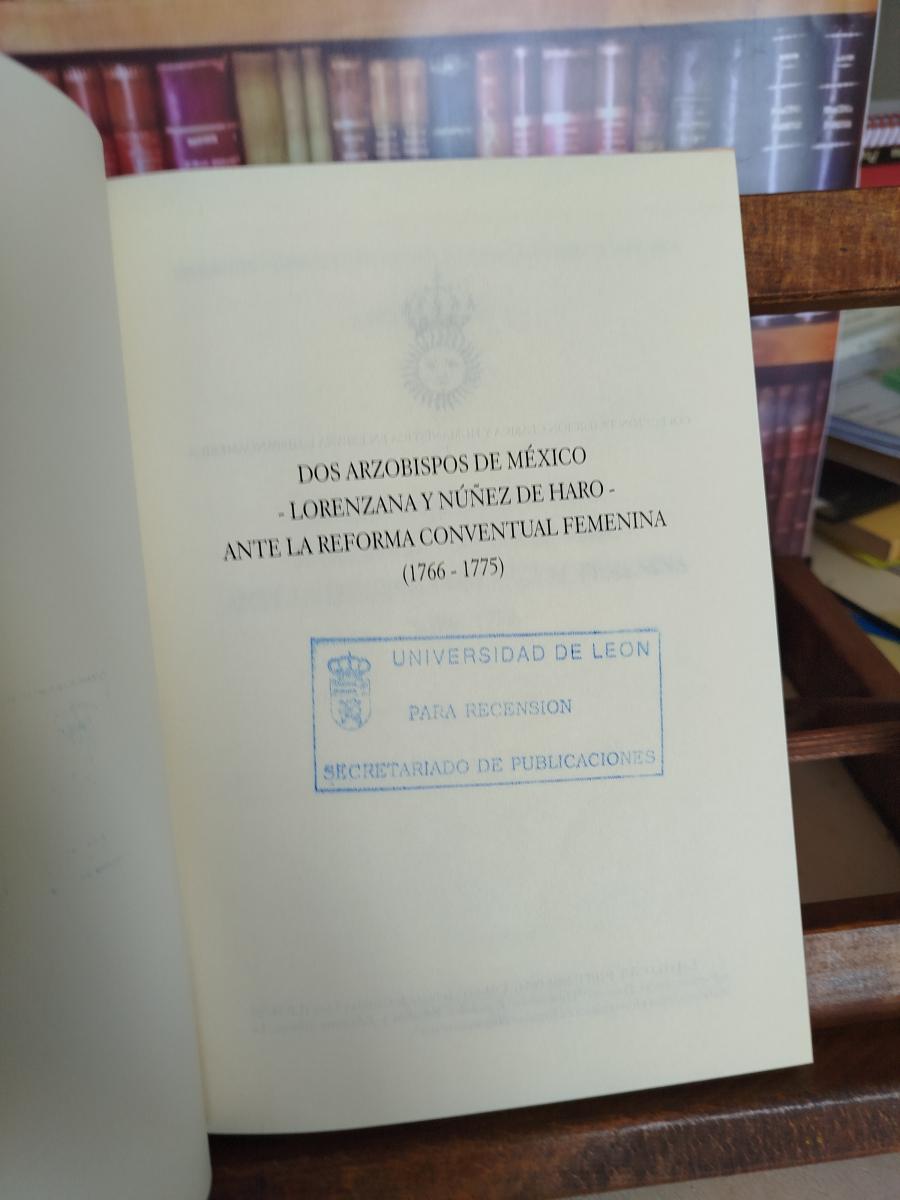 DOS ARZOBISPOS DE MÉXICO
- LORENZANA Y NÚÑEZ DE HARO -
ANTE LA REFORMA CONVENTUAL FEMENINA
(1766 - 1775)
UNIVERSIDAD DE LEON
PARA RECENSION
SECRETARIADO DE PUBLICACIONES